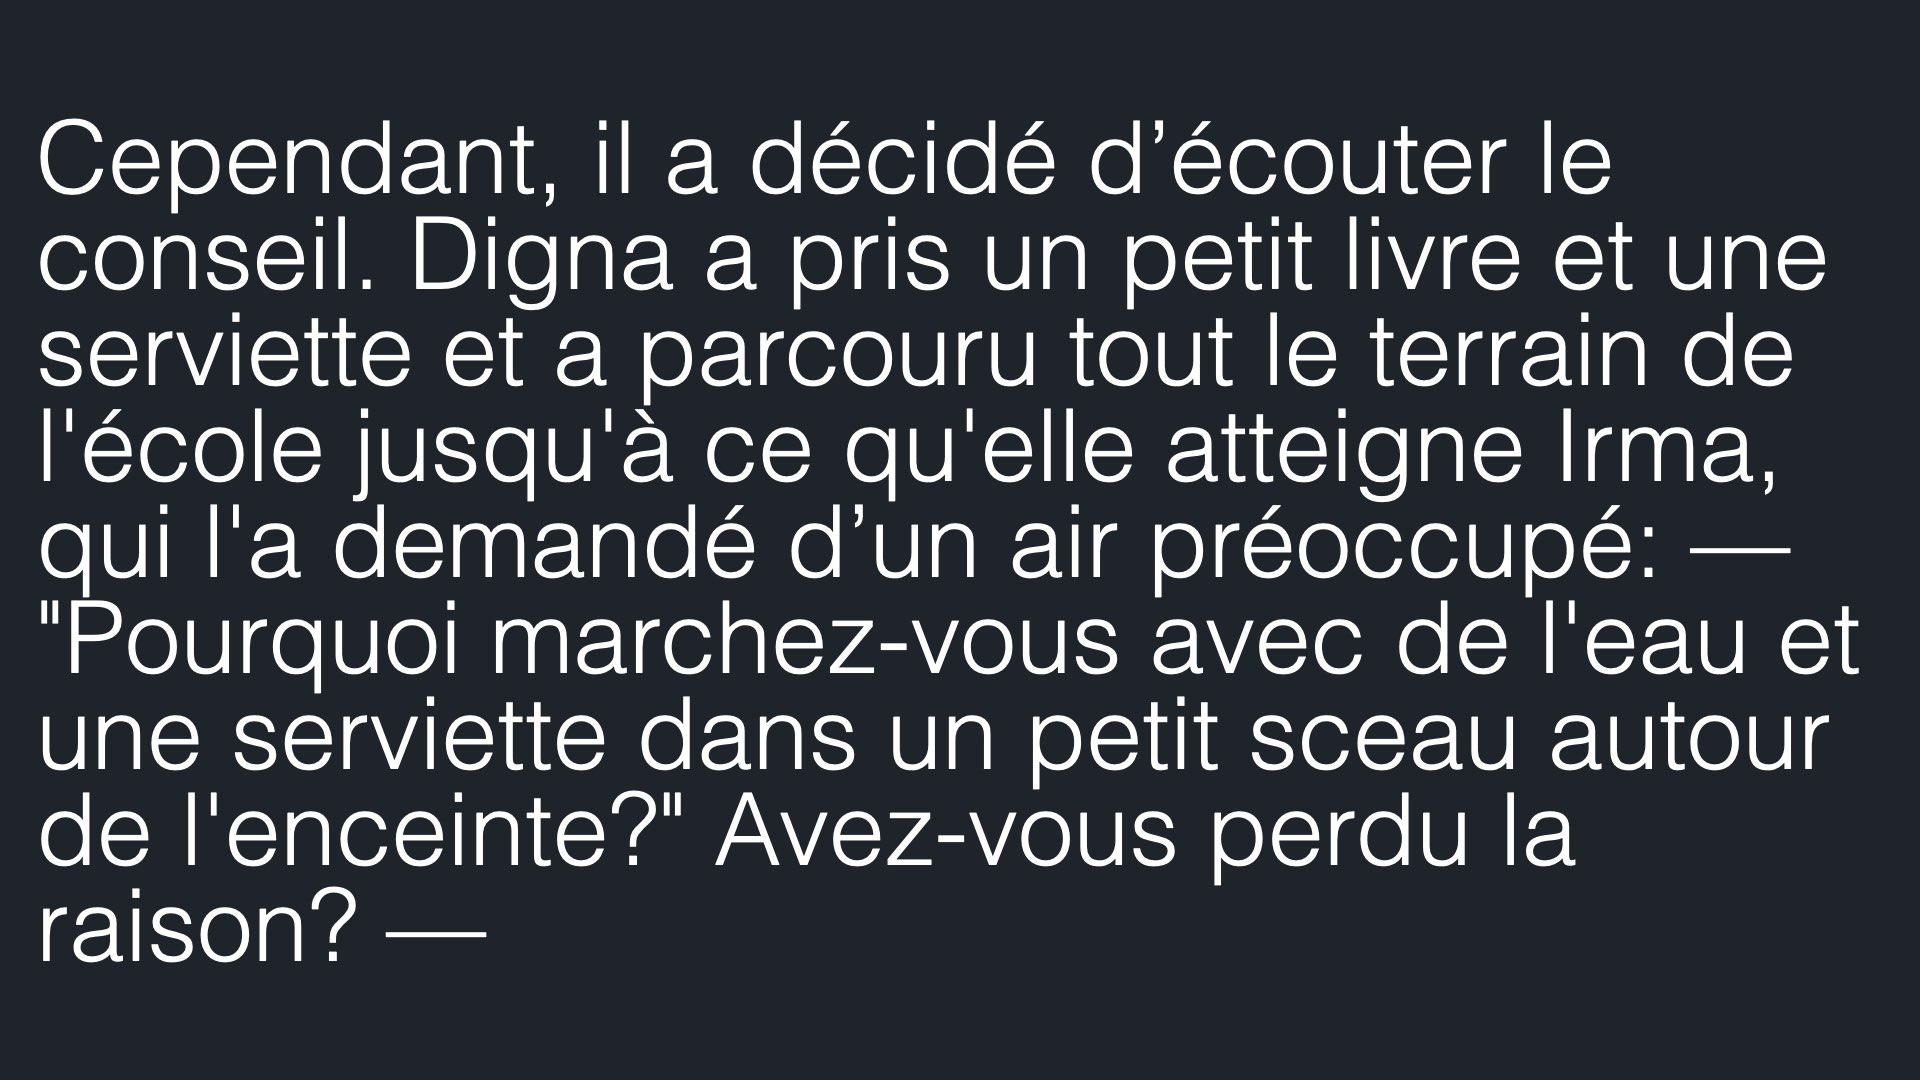 Cependant, il a décidé d’écouter le
conseil. Digna a pris un petit livre et une
serviette et a parcouru tout le terrain de
l'école jusqu'à ce qu'elle atteigne Irma,
qui l'a demandé d’un air préoccupé: —
"Pourquoi marchez-vous avec de l'eau et
une serviette dans un petit sceau autour
de l'enceinte?" Avez-vous perdu la
raison? —